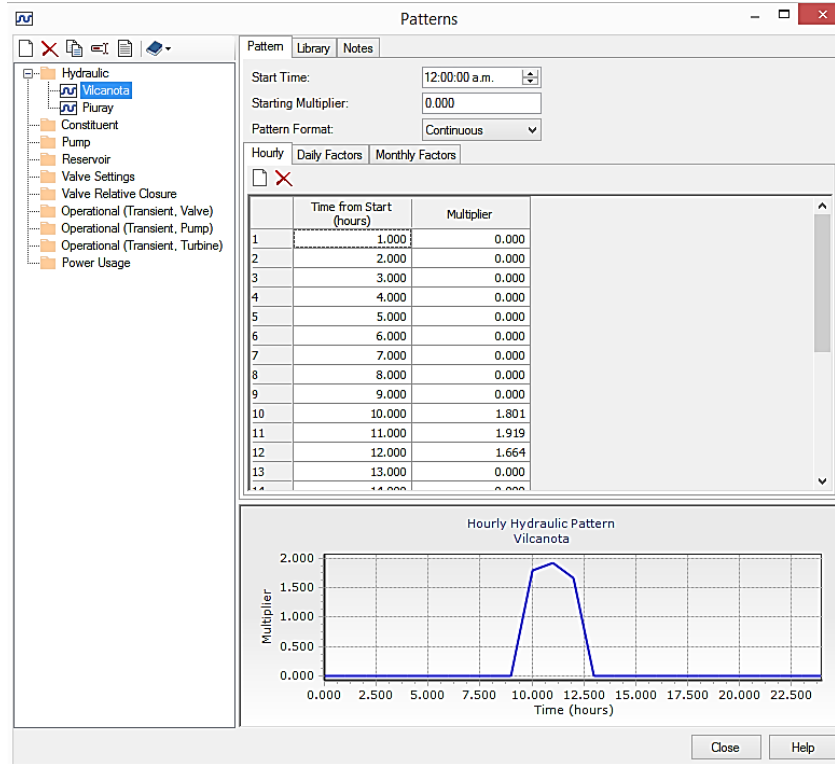 Patterns
Pattern Library Notes
Hydraulic
Vilcanota
Piuray
Constituent
Pump
Reservoir
Valve Settings
Valve Relative Closure
Operational (Transient, Valve)
Operational (Transient, Pump)
Operational (Transient, Turbine)
Power Usage
Start Time: 12:00:00 a.m.
Starting Multiplier: 0.000
Pattern Format: Continuous
Hourly Daily Factors Monthly Factors
Time from Start (hours) Multiplier
1 1.000 0.000
2 2.000 0.000
3 3.000 0.000
4 4.000 0.000
5 5.000 0.000
6 6.000 0.000
7 7.000 0.000
8 8.000 0.000
9 9.000 0.000
10 10.000 1.801
11 11.000 1.919
12 12.000 1.664
13 13.000 0.000
14 14.000 0.000
Hourly Hydraulic Pattern
Vilcanota
Multiplier
2.000
1.500
1.000
0.500
0.000
0.000 2.500 5.000 7.500 10.000 12.500 15.000 17.500 20.000 22.500
Time (hours)
Close Help